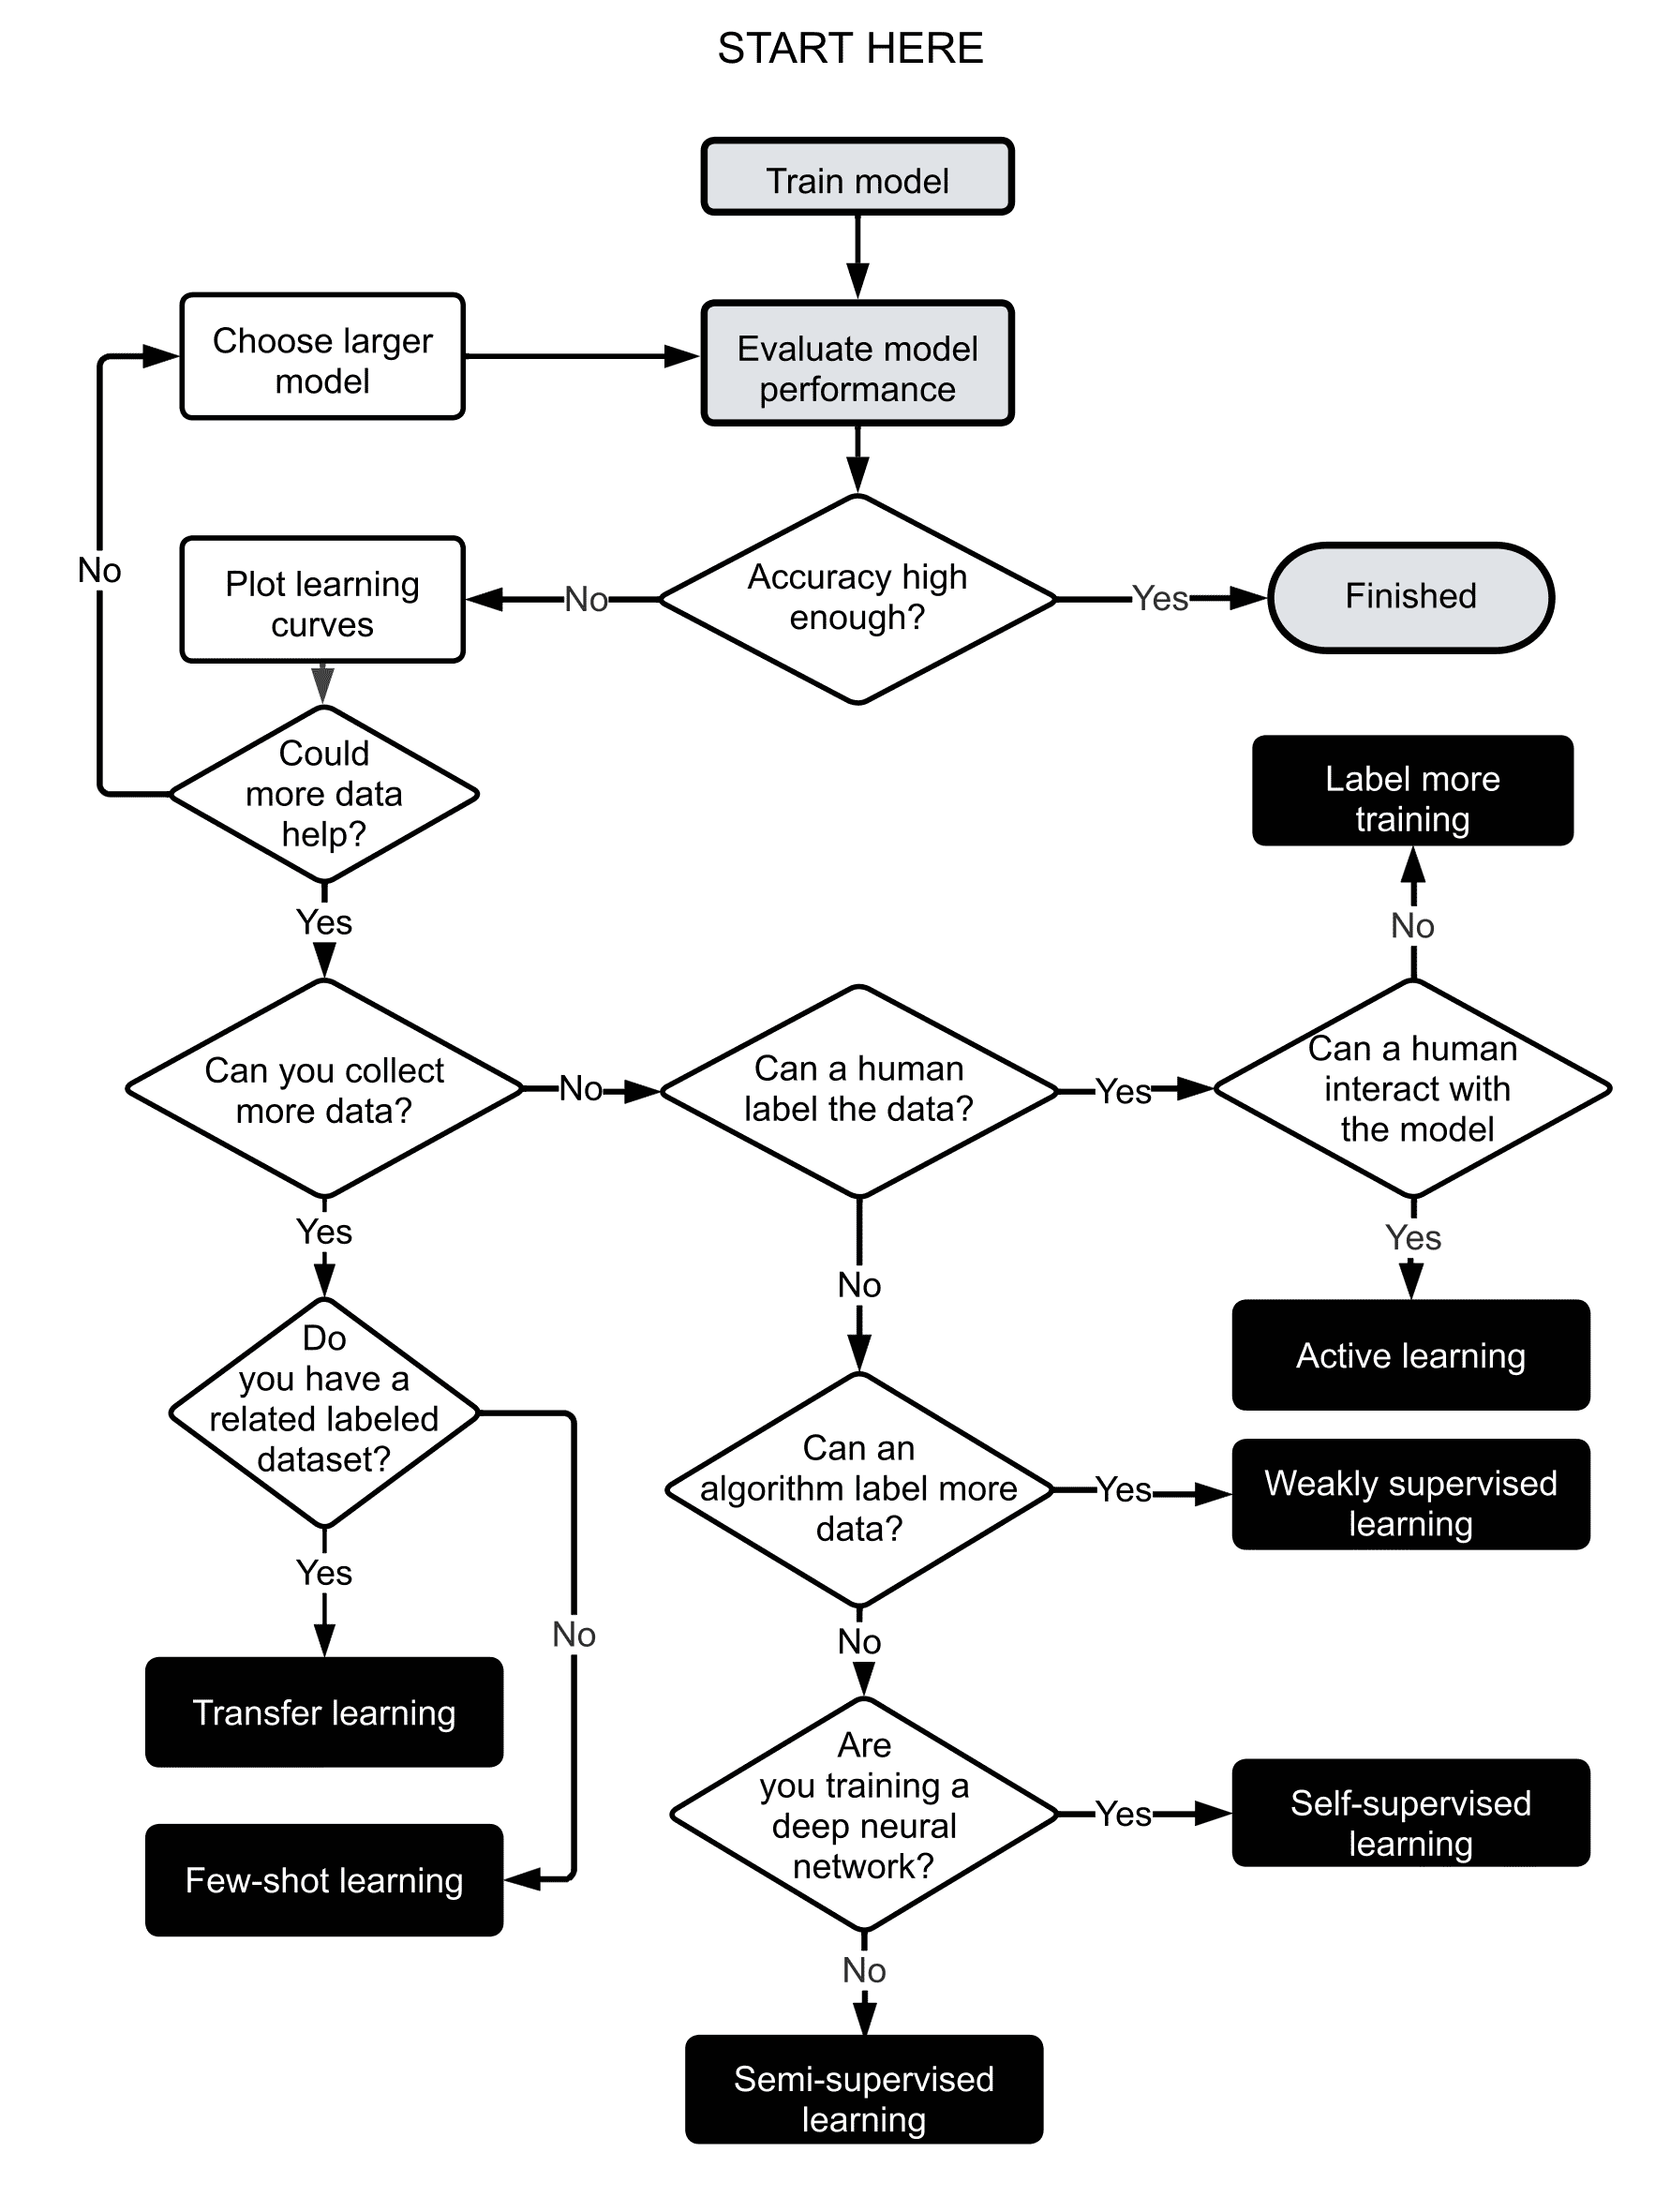 START HERE
Train model
Choose larger
model
Evaluate model
performance
No
Plot learning
curves
No
Accuracy high
enough?
Yes
Finished
Could
more data
help?
Label more
training
Yes
No
Can you collect
more data?
No
Can a human
label the data?
Yes
Can a human
interact with
the model
Yes
No
Yes
Do
you have a
related labeled
dataset?
Active learning
Can an
algorithm label more
data?
Yes
Weakly supervised
learning
Yes
No
No
Transfer learning
Are
you training a
deep neural
network?
Yes
Self-supervised
learning
Few-shot learning
No
Semi-supervised
learning